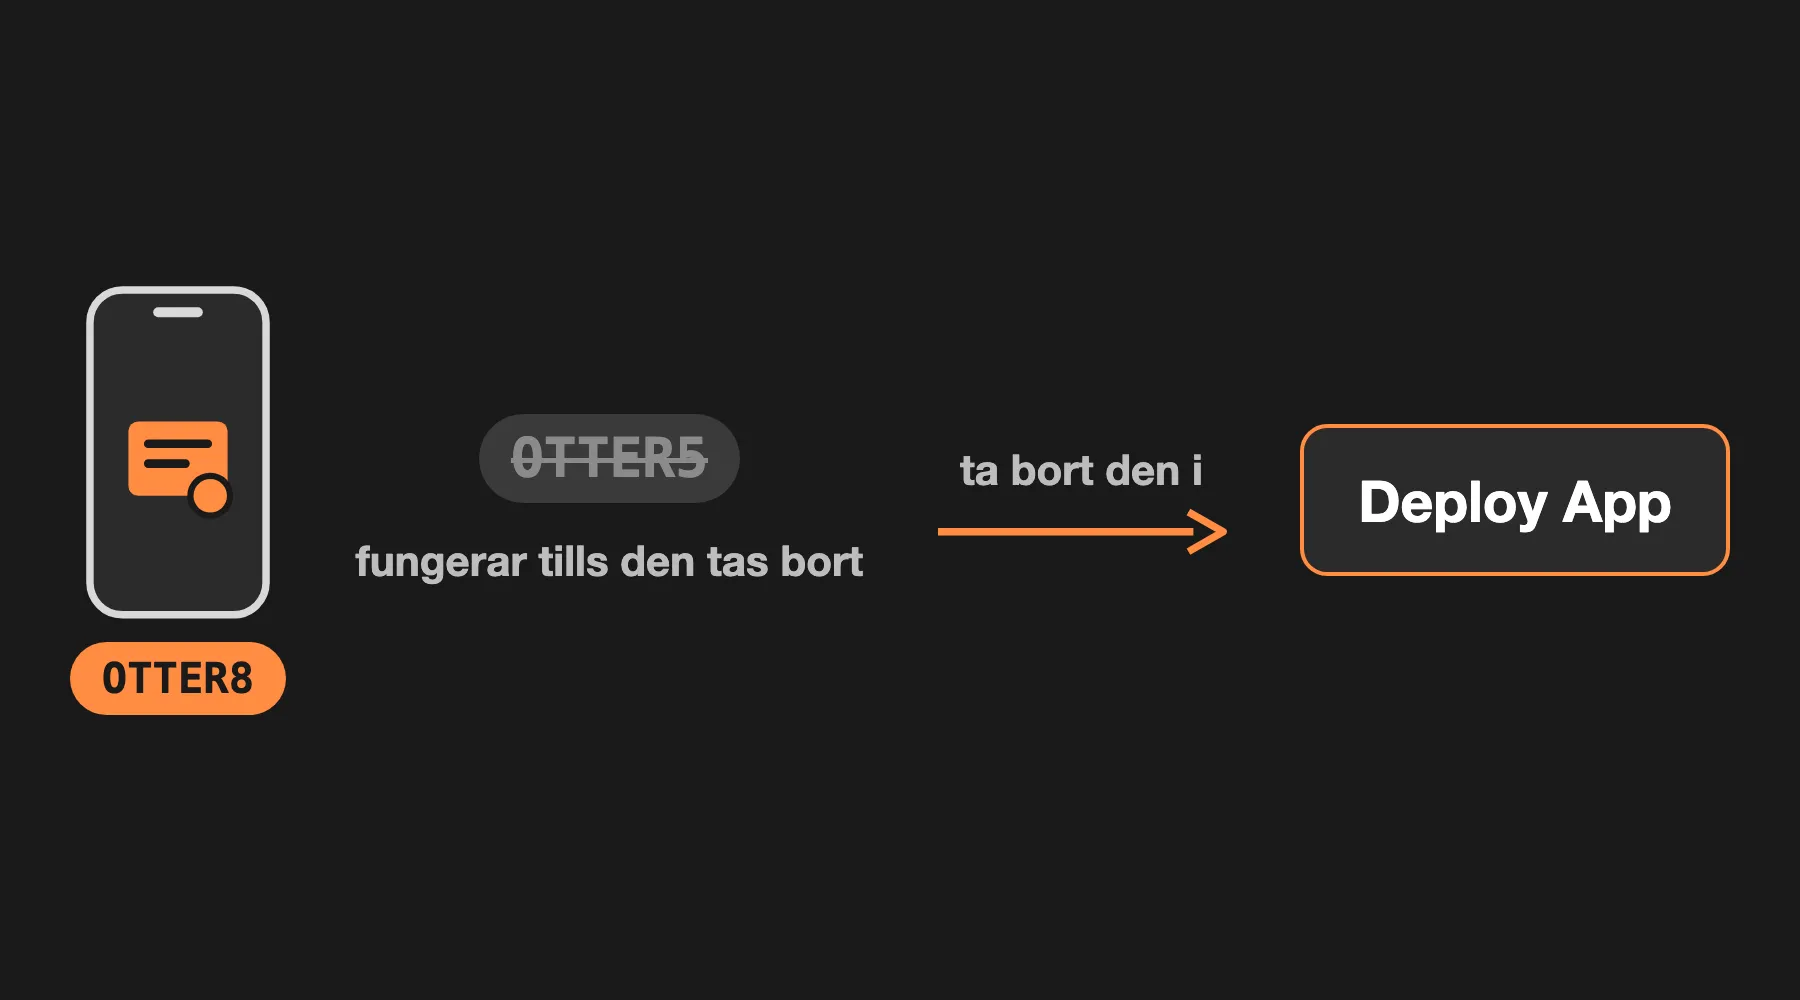 0TTER8
0TTER5
fungerar tills den tas bort
ta bort den i
Deploy App